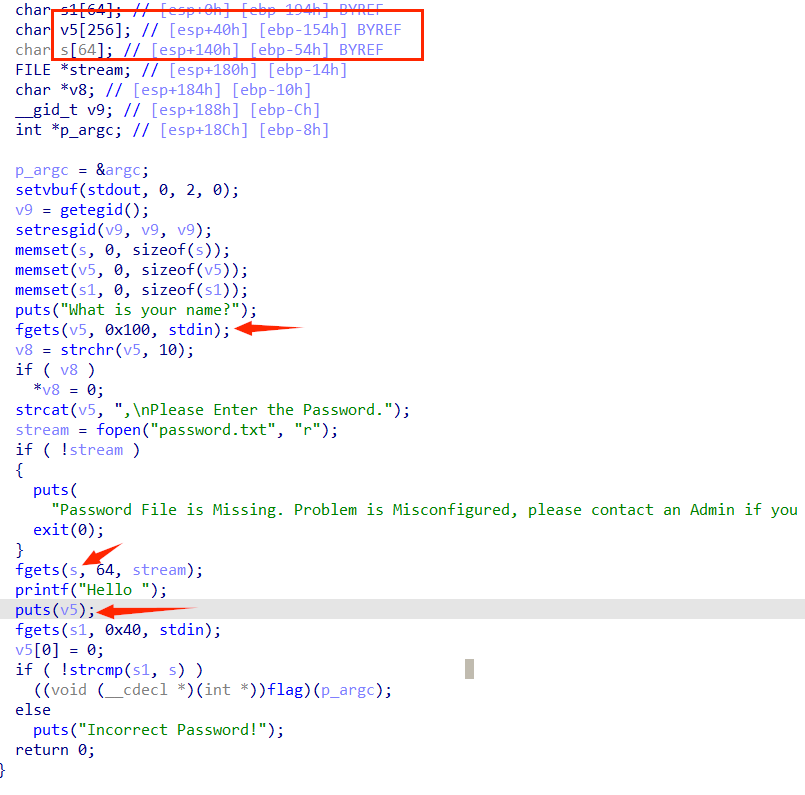 char s1[64]; // [esp+0h] [ebp-194h] BYREF
char v5[256]; // [esp+40h] [ebp-154h] BYREF
char s[64]; // [esp+140h] [ebp-54h] BYREF
FILE *stream; // [esp+180h] [ebp-14h]
char *v8; // [esp+184h] [ebp-10h]
__gid_t v9; // [esp+188h] [ebp-Ch]
int *p_argc; // [esp+18Ch] [ebp-8h]
p_argc = &argc;
setvbuf(stdout, 0, 2, 0);
v9 = getegid();
setresgid(v9, v9, v9);
memset(s, 0, sizeof(s));
memset(v5, 0, sizeof(v5));
memset(s1, 0, sizeof(s1));
puts("What is your name?");
fgets(v5, 0x100, stdin);
v8 = strchr(v5, 10);
if ( v8 )
*v8 = 0;
strcat(v5, ",\nPlease Enter the Password.");
stream = fopen("password.txt", "r");
if ( !stream )
{
puts(
"Password File is Missing. Problem is Misconfigured, please contact an Admin if you
exit(0);
}
fgets(s, 64, stream);
printf("Hello ");
puts(v5);
fgets(s1, 0x40, stdin);
v5[0] = 0;
if ( !strcmp(s1, s) )
((void (__cdecl *)(int *))flag)(p_argc);
else
puts("Incorrect Password!");
return 0;
}